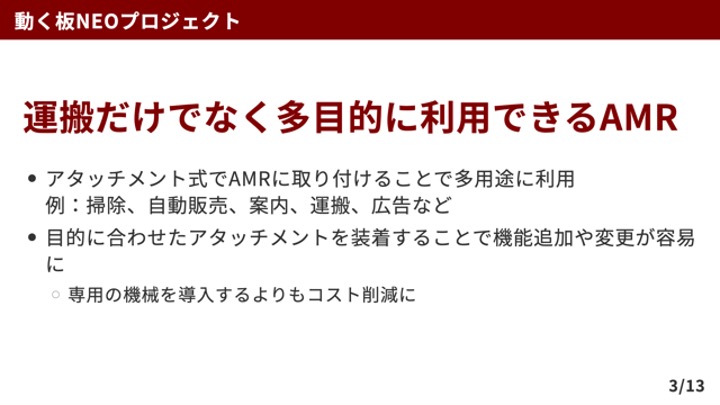 動く板NEOプロジェクト
運搬だけでなく多目的に利用できるAMR
アタッチメント式でAMRに取り付けることで多用途に利用
例：掃除、自動販売、案内、運搬、広告など
目的に合わせたアタッチメントを装着することで機能追加や変更が容易
に
専用の機械を導入するよりもコスト削減に
3/13